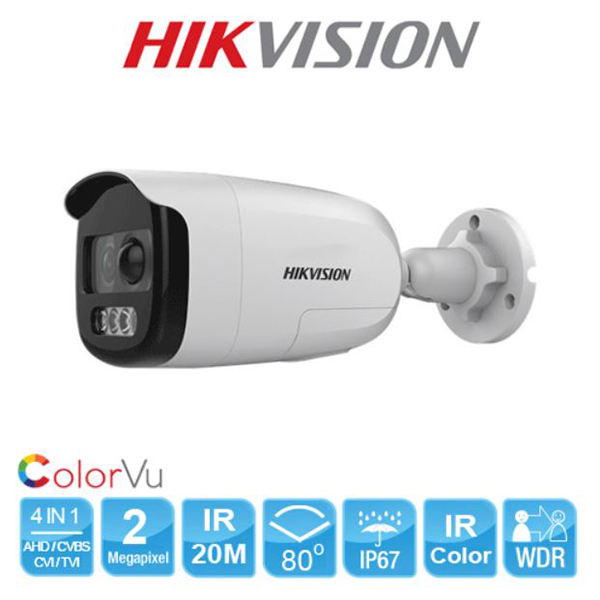 HIKVISION
HIKVISION
ColorVu
4 IN 1
AHD / CVBS
CVI / TVI
2
Megapixel
IR
20M
80°
IP67
IR
Color
WDR